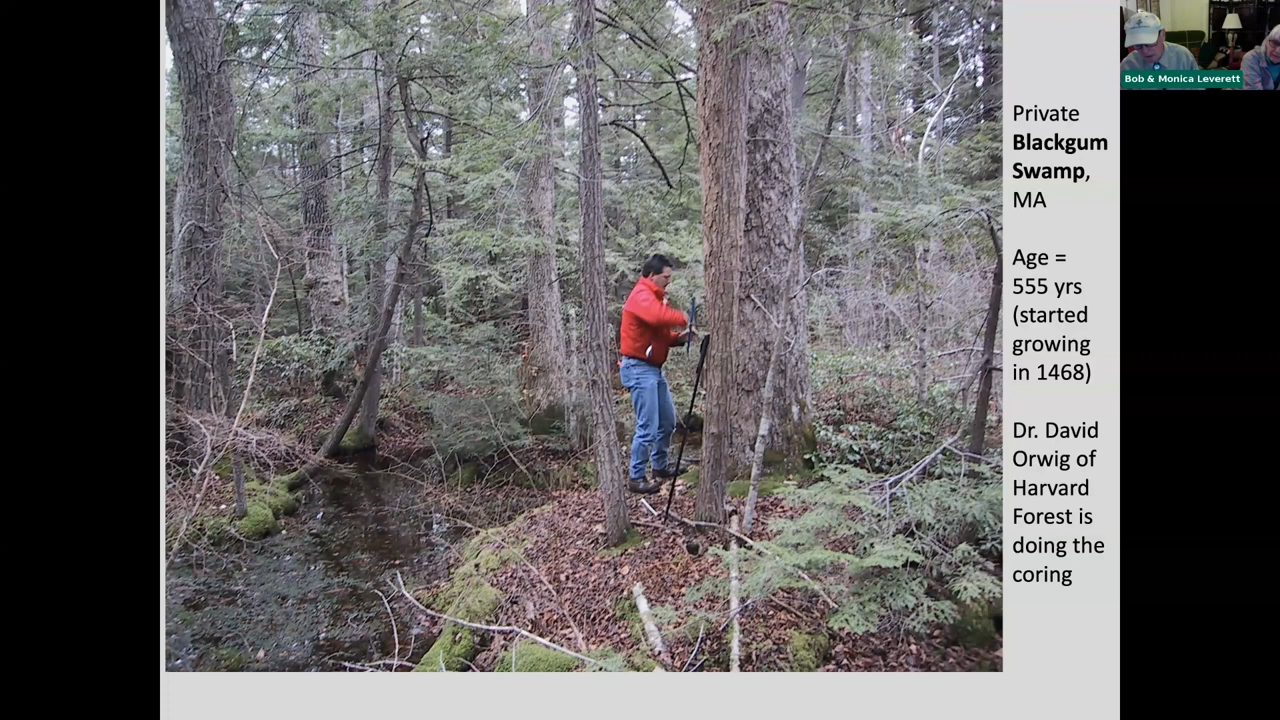 Bob & Monica Leverett
Private
Blackgum
Swamp,
MA
Age =
555 yrs
(started
growing
in 1468)
Dr. David
Orwig of
Harvard
Forest is
doing the
coring